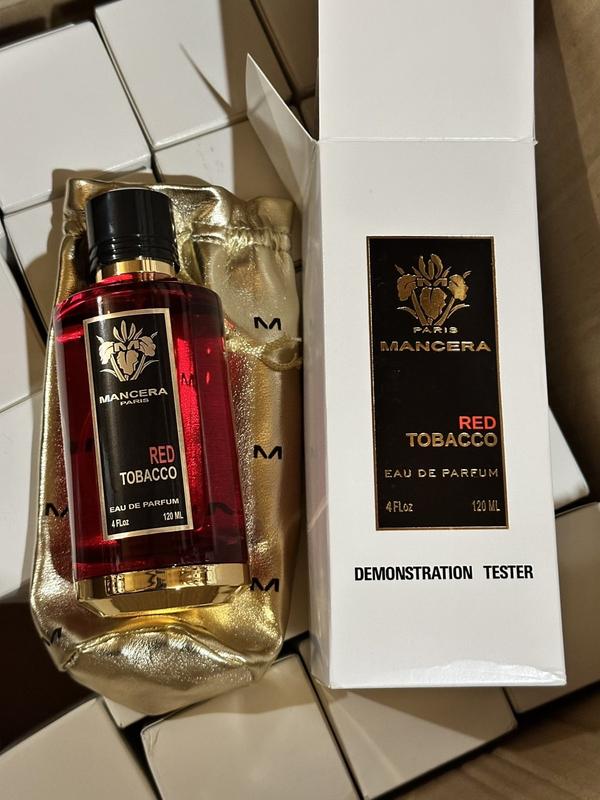 MANCERA
PARIS
RED
TOBACCO
EAU DE PARFUM
4 FLoz 120 ML
M
M
M
M
M
M
PARIS
MANCERA
RED
TOBACCO
EAU DE PARFUM
4 FLoz 120 ML
DEMONSTRATION TESTER